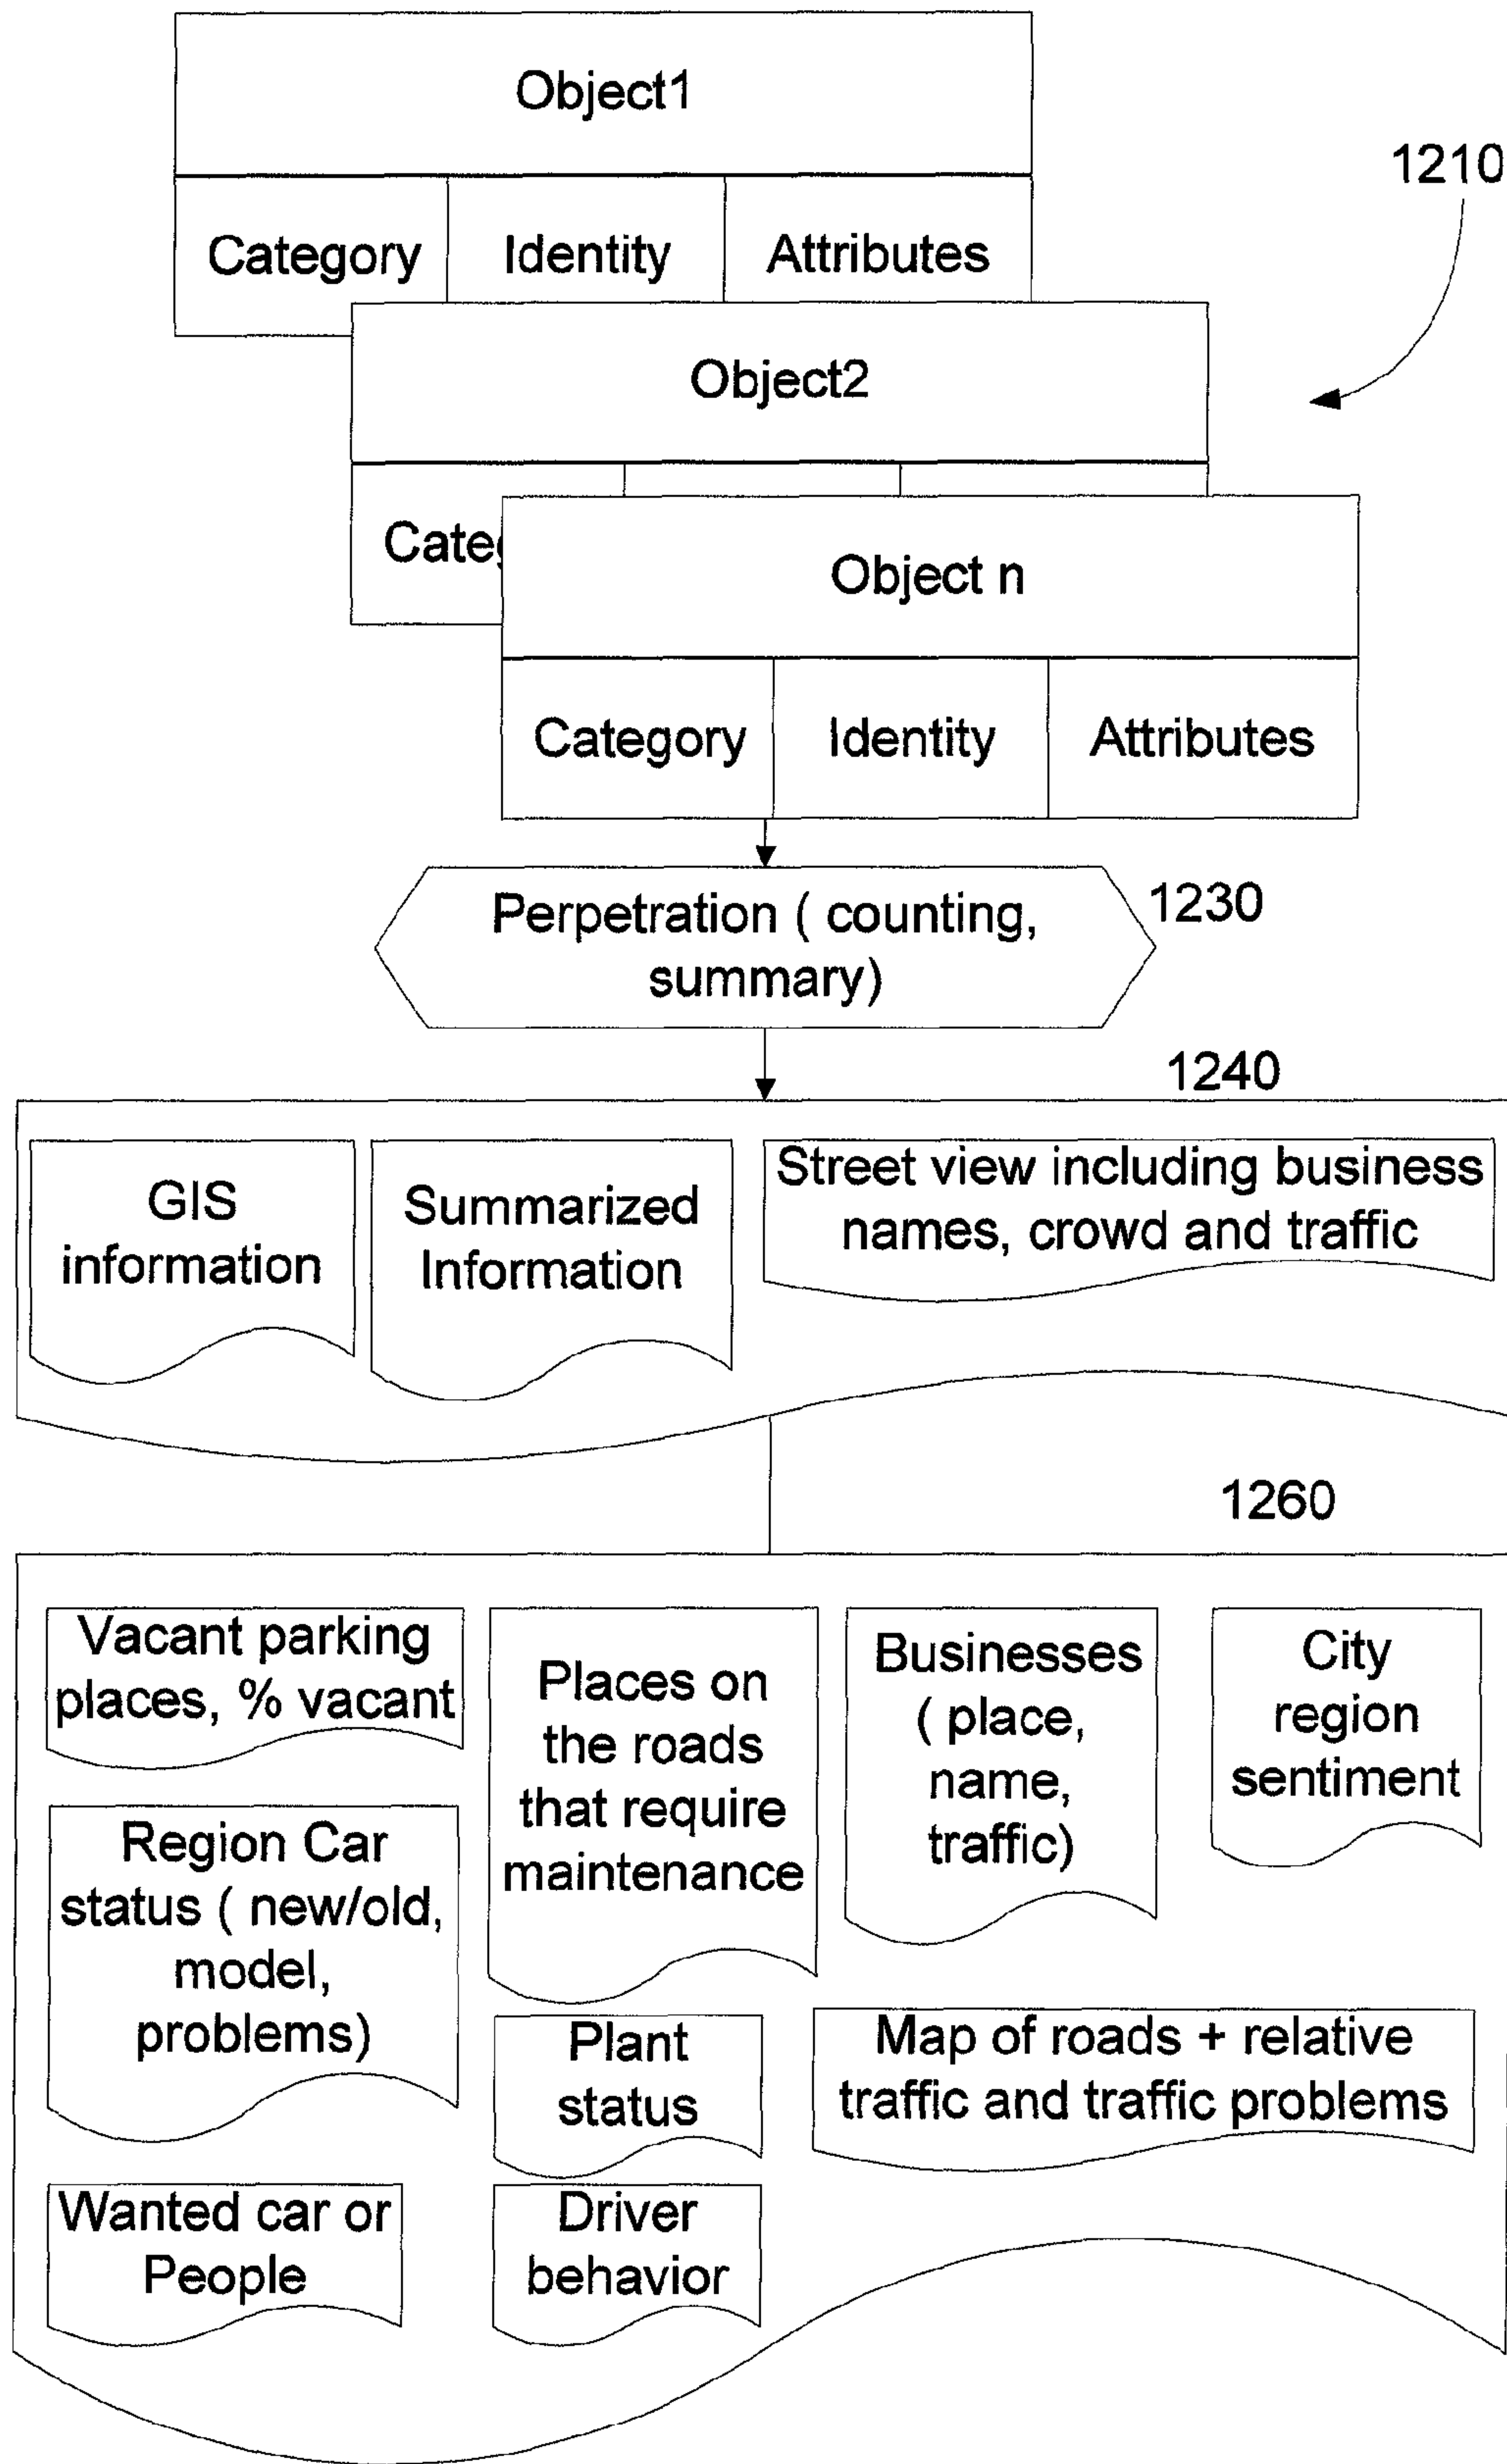 Object1
1210
Category Identity Attributes
Object2
Categ
Object n
Category Identity Attributes
Perpetration ( counting,
summary)
1230
1240
GIS
information
Summarized
Information
Street view including business
names, crowd and traffic
1260
Vacant parking
places, % vacant
Places on
the roads
that require
maintenance
Businesses
( place,
name,
traffic)
City
region
sentiment
Region Car
status ( new/old,
model,
problems)
Plant
status
Map of roads + relative
traffic and traffic problems
Wanted car or
People
Driver
behavior